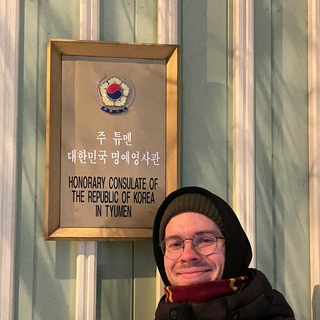 주 튜멘
대한민국 명예영사관
HONORARY CONSULATE OF
THE REPUBLIC OF KOREA
IN TYUMEN